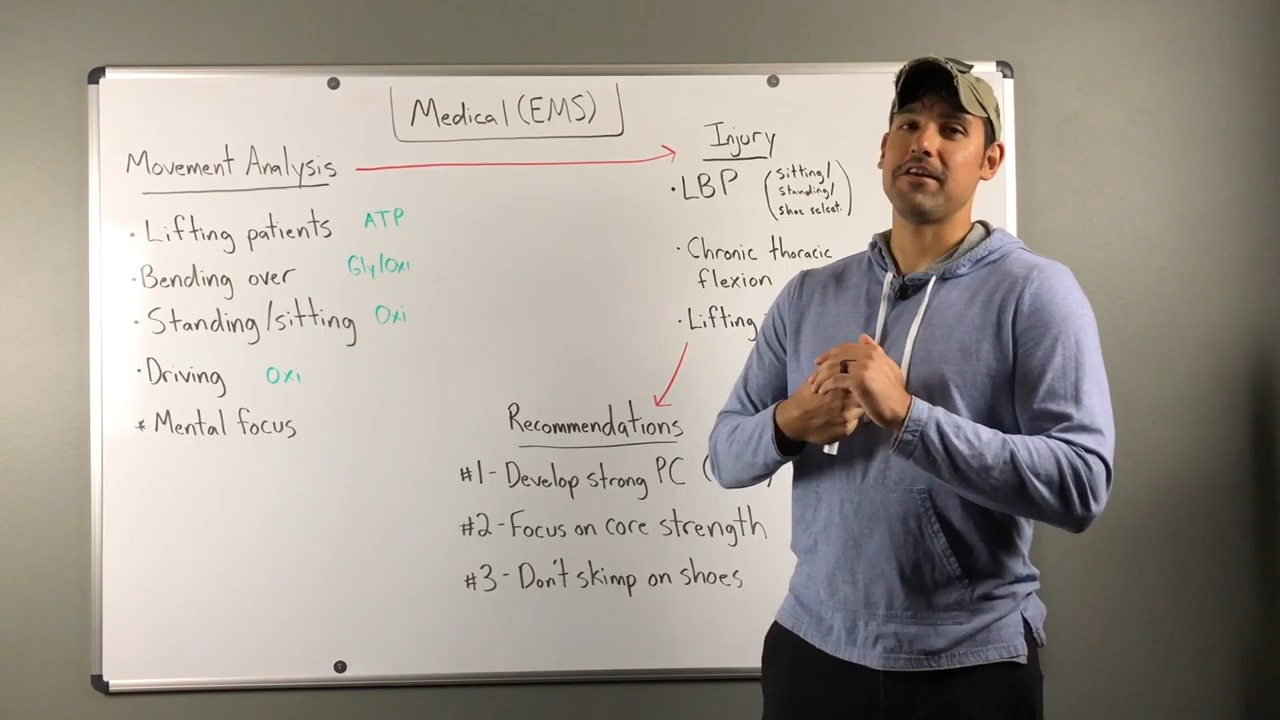 Medical (EMS)
Movement Analysis
· Lifting patients ATP
· Bending over Gly/Oxi
· Standing/sitting Oxi
· Driving Oxi
* Mental focus
Injury
· LBP (sitting/
standing/
shoe select.)
· Chronic thoracic
flexion
· Lifting
Recommendations
#1- Develop strong PC (
#2- Focus on core strength
#3- Don't skimp on shoes